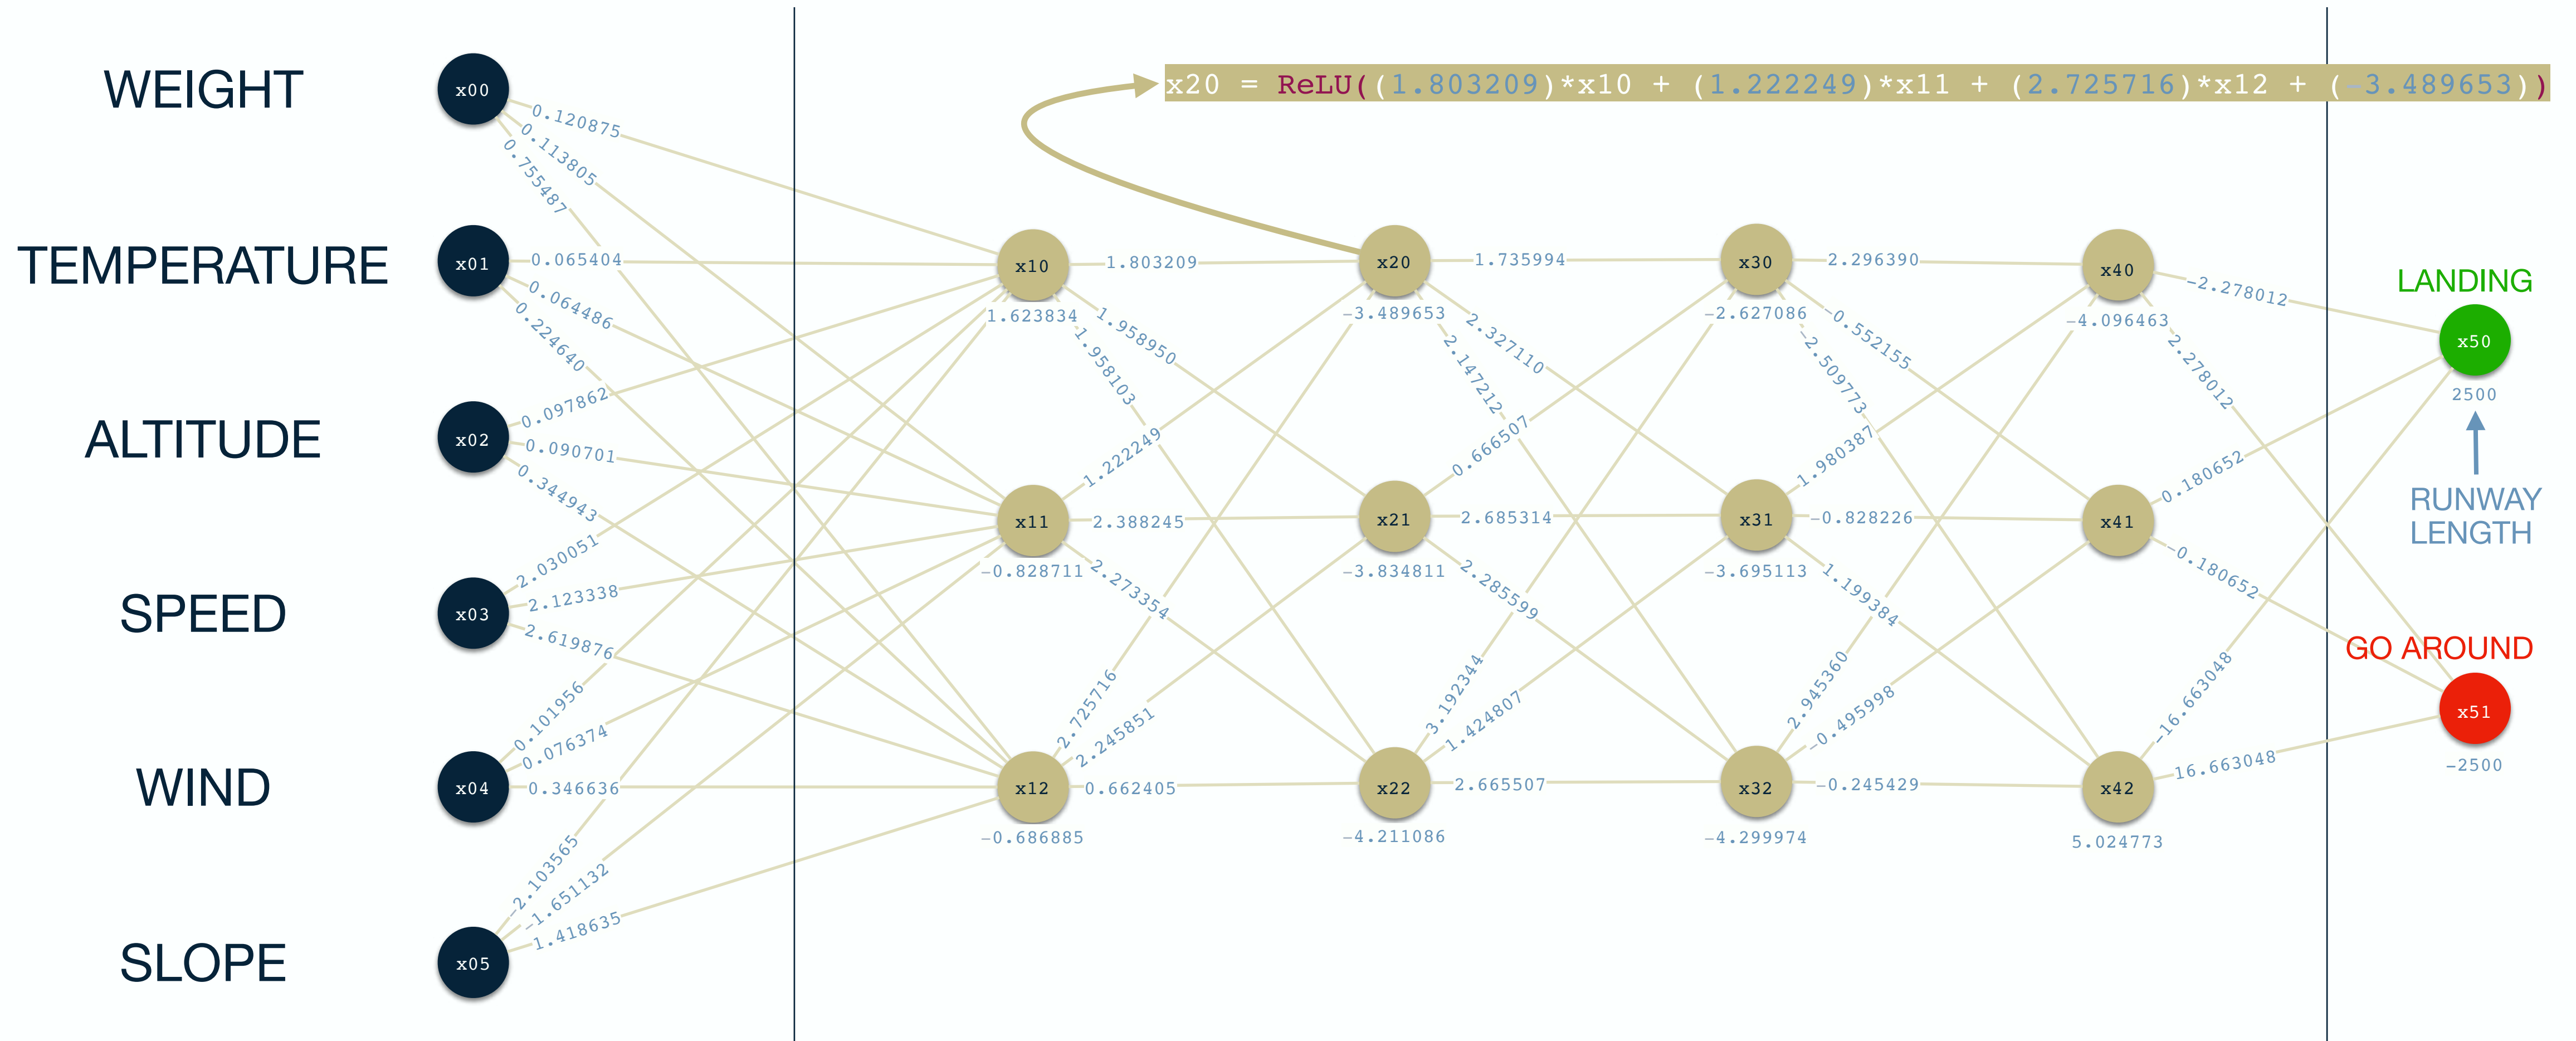 x20 = ReLU((1.803209)*x10 + (1.222249)*x11 + (2.725716)*x12 + (-3.489653))
WEIGHT
x00
0.120875
0.113805
0.755487
TEMPERATURE
x01
0.065404
0.064486
0.224640
ALTITUDE
x02
0.097862
0.090701
0.344943
SPEED
x03
2.030051
2.123338
2.619876
WIND
x04
0.101956
0.076374
0.346636
SLOPE
x05
-2.103565
-1.651132
1.418635
x10
1.623834
1.803209
1.958950
1.958103
x11
-0.828711
1.222249
2.388245
2.273354
x12
-0.686885
2.725716
2.245851
0.662405
x20
-3.489653
1.735994
2.327110
2.147212
x21
-3.834811
0.666507
2.685314
2.285599
x22
-4.211086
3.192344
1.424807
2.665507
x30
-2.627086
2.296390
-0.552155
-2.509773
x31
-3.695113
1.980387
-0.828226
1.199384
x32
-4.299974
2.945360
-0.495998
-0.245429
x40
-4.096463
-2.278012
2.278012
x41
0.180652
-0.180652
x42
5.024773
-16.663048
16.663048
LANDING
x50
2500
RUNWAY
LENGTH
GO AROUND
x51
-2500